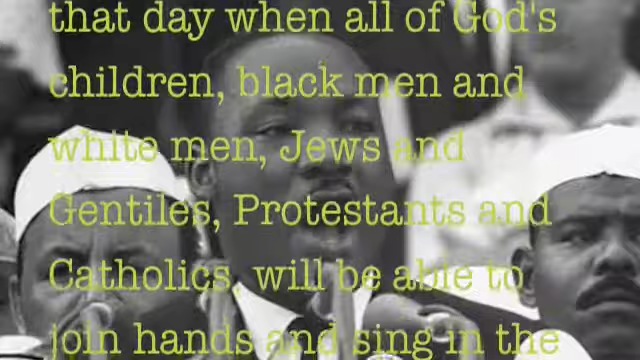 that day when all of God's
children, black men and
white men, Jews and
Gentiles, Protestants and
Catholics, will be able to
join hands and sing in the